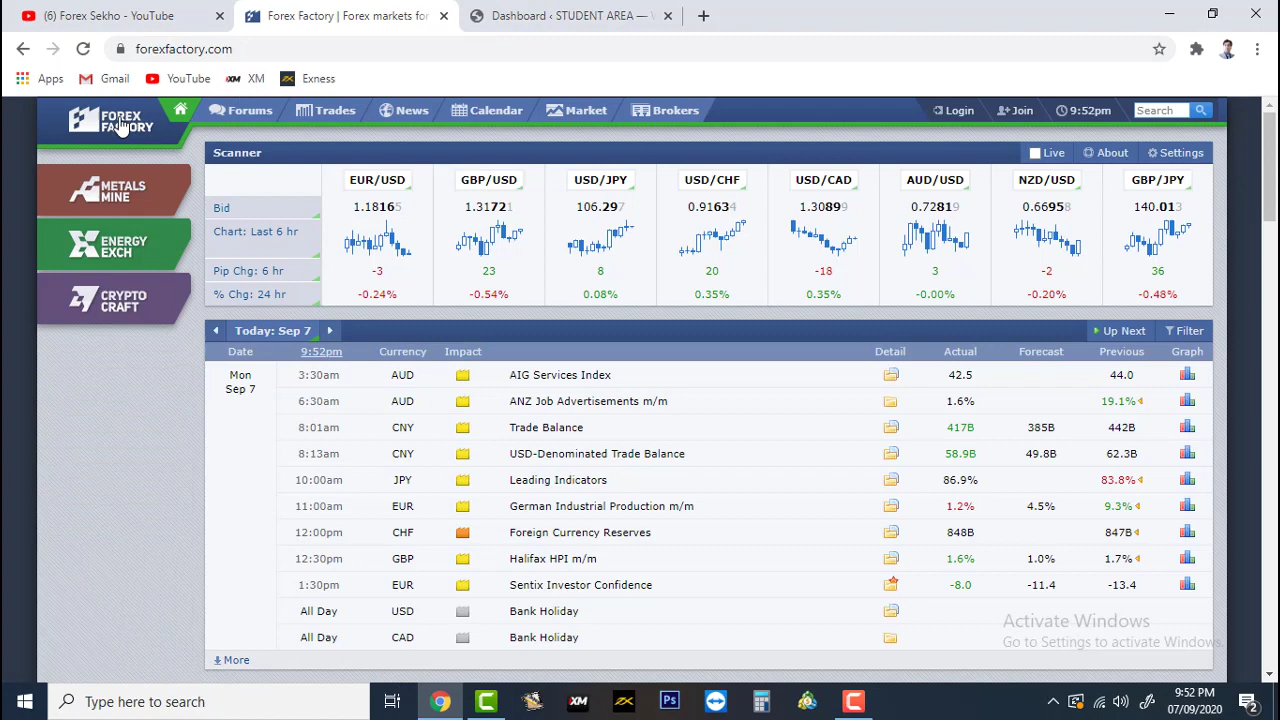 (6) Forex Sekho - YouTube
Forex Factory | Forex markets for
Dashboard ‹ STUDENT AREA —
forexfactory.com
Apps Gmail YouTube XM XM Exness
FOREX FACTORY
Forums Trades News Calendar Market Brokers
Login Join 9:52pm Search
METALS MINE
ENERGY EXCH
CRYPTO CRAFT
Scanner Live About Settings
EUR/USD GBP/USD USD/JPY USD/CHF USD/CAD AUD/USD NZD/USD GBP/JPY
Bid 1.18165 1.31721 106.297 0.91634 1.30899 0.72819 0.66958 140.013
Chart: Last 6 hr
Pip Chg: 6 hr -3 23 8 20 -18 3 -2 36
% Chg: 24 hr -0.24% -0.54% 0.08% 0.35% 0.35% -0.00% -0.20% -0.48%
Today: Sep 7 Up Next Filter
Date 9:52pm Currency Impact Detail Actual Forecast Previous Graph
Mon Sep 7
3:30am AUD AIG Services Index 42.5 44.0
6:30am AUD ANZ Job Advertisements m/m 1.6% 19.1%
8:01am CNY Trade Balance 417B 385B 442B
8:13am CNY USD-Denominated Trade Balance 58.9B 49.8B 62.3B
10:00am JPY Leading Indicators 86.9% 83.8%
11:00am EUR German Industrial Production m/m 1.2% 4.5% 9.3%
12:00pm CHF Foreign Currency Reserves 848B 847B
12:30pm GBP Halifax HPI m/m 1.6% 1.0% 1.7%
1:30pm EUR Sentix Investor Confidence -8.0 -11.4 -13.4
All Day USD Bank Holiday
All Day CAD Bank Holiday
More
Activate Windows
Go to Settings to activate Windows.
Type here to search
XM
Ps
9:52 PM
07/09/2020
2